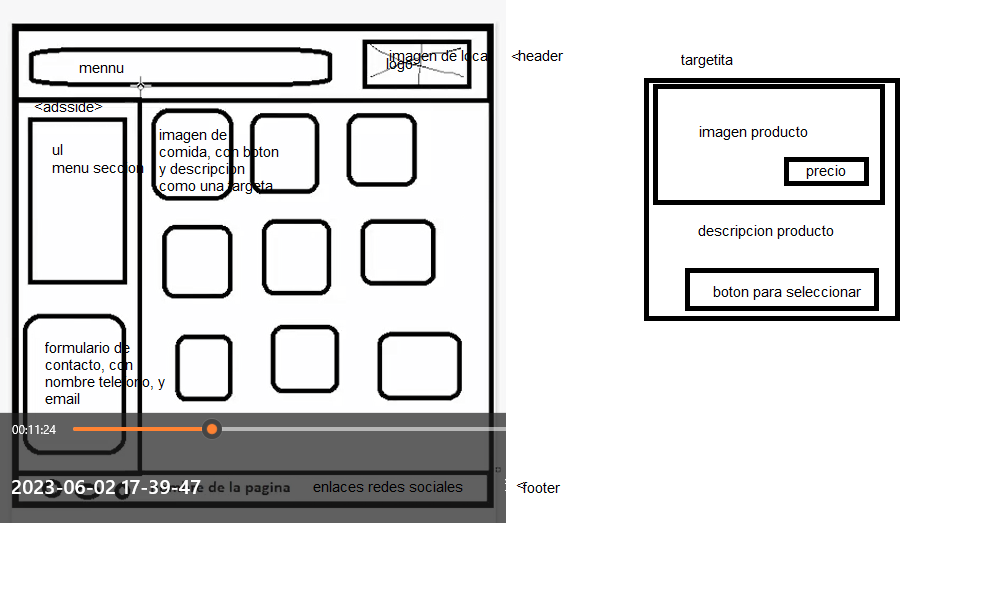 mennu
imagen de loca
logo
<header
<adsside>
ul
menu seccion
imagen de
comida, con boton
y descripcion
como una targeta
formulario de
contacto, con
nombre telefono, y
email
00:11:24
2023-06-02 17-39-47
de la pagina
enlaces redes sociales
<footer
targetita
imagen producto
precio
descripcion producto
boton para seleccionar